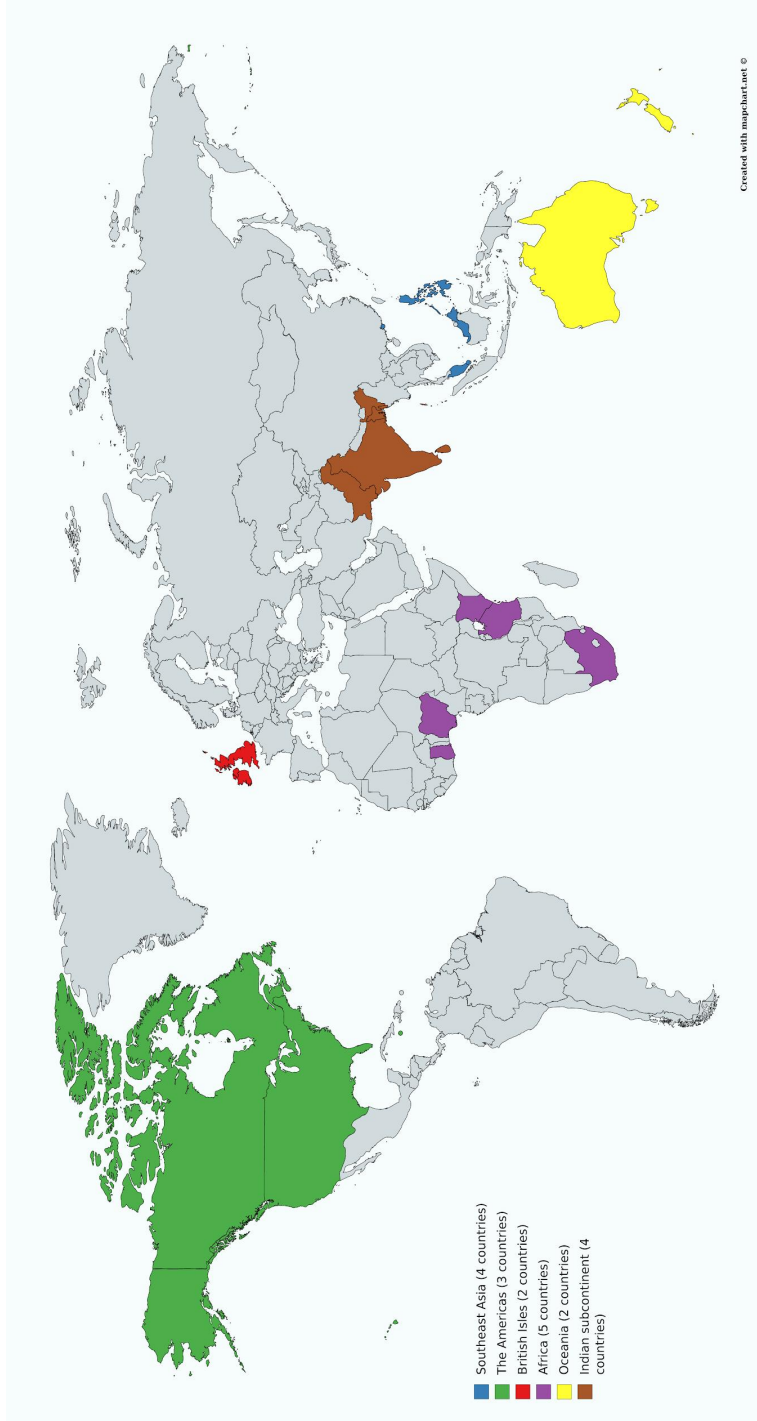 Southeast Asia (4 countries)
The Americas (3 countries)
British Isles (2 countries)
Africa (5 countries)
Oceania (2 countries)
Indian subcontinent (4
countries)
Created with mapchart.net ©